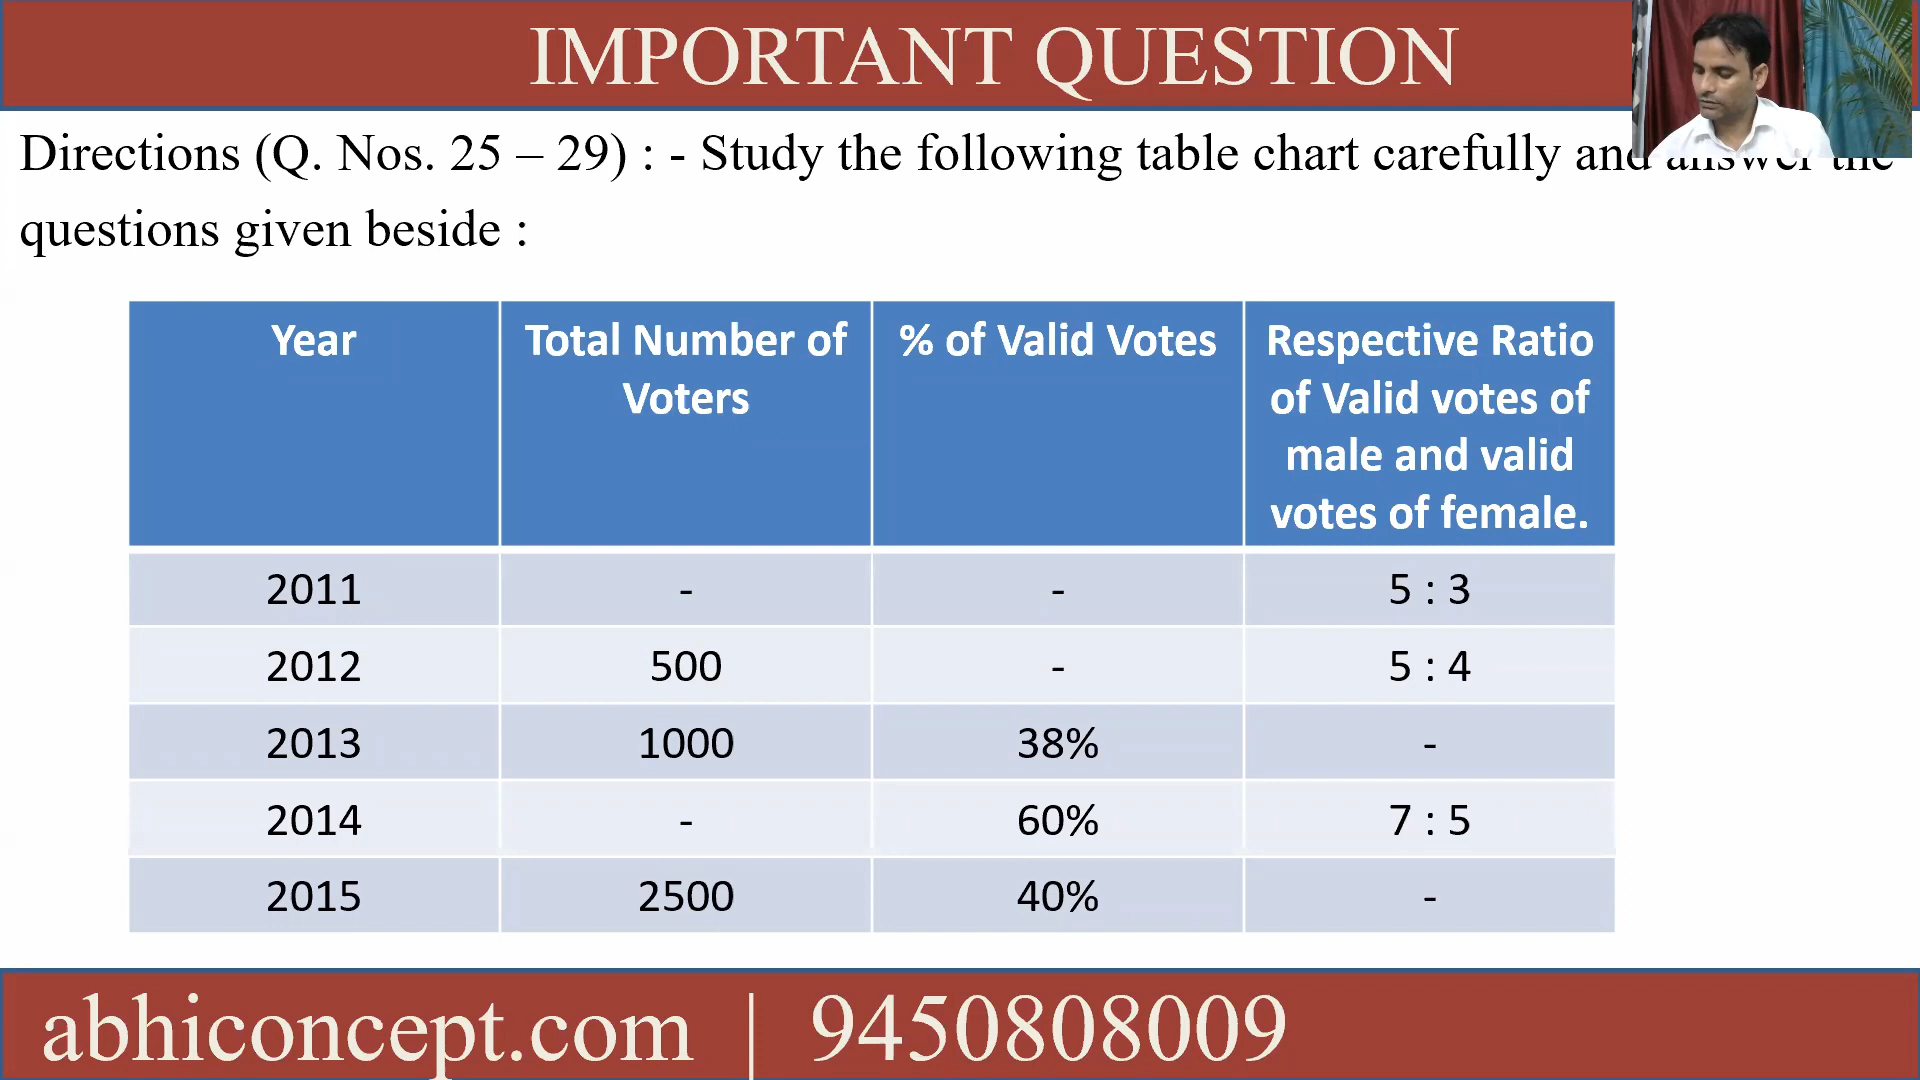 IMPORTANT QUESTION
Directions (Q. Nos. 25 – 29) : - Study the following table chart carefully and answer the
questions given beside :
Year
Total Number of
Voters
% of Valid Votes
Respective Ratio
of Valid votes of
male and valid
votes of female.
2011 - - 5 : 3
2012 500 - 5 : 4
2013 1000 38% -
2014 - 60% 7 : 5
2015 2500 40% -
abhiconcept.com | 9450808009